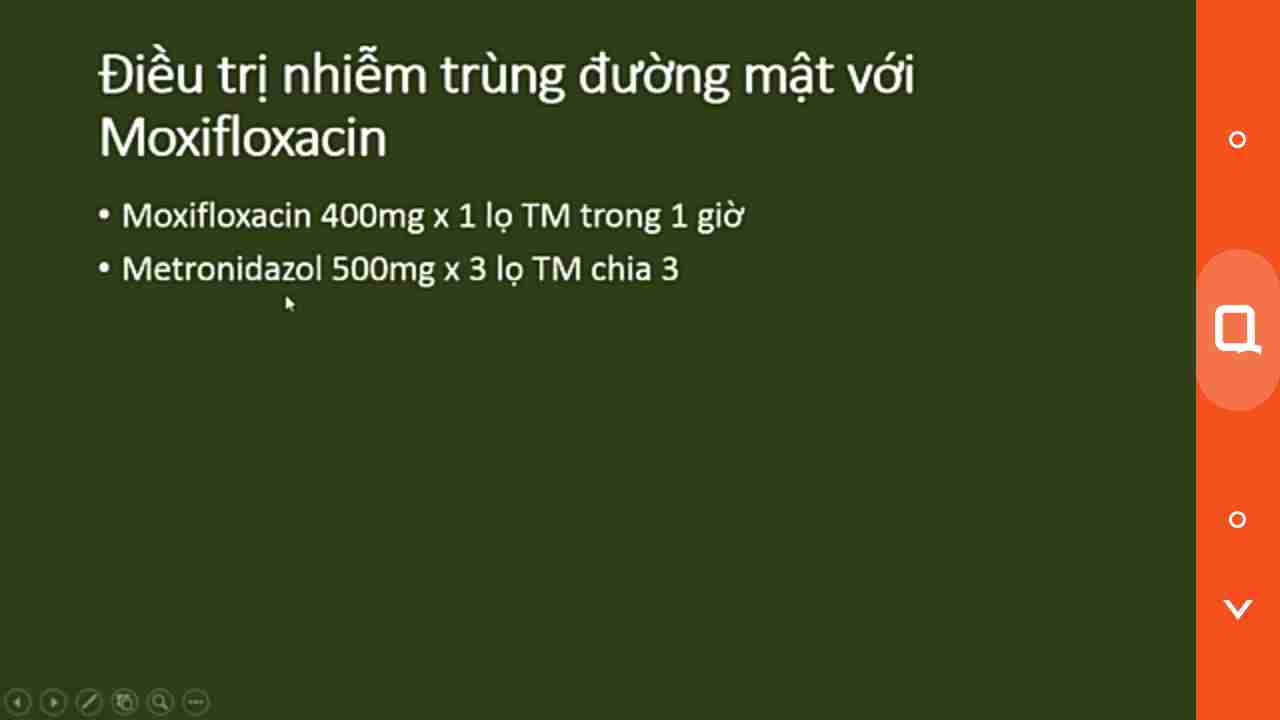 Điều trị nhiễm trùng đường mật với
Moxifloxacin
• Moxifloxacin 400mg x 1 lọ TM trong 1 giờ
• Metronidazol 500mg x 3 lọ TM chia 3